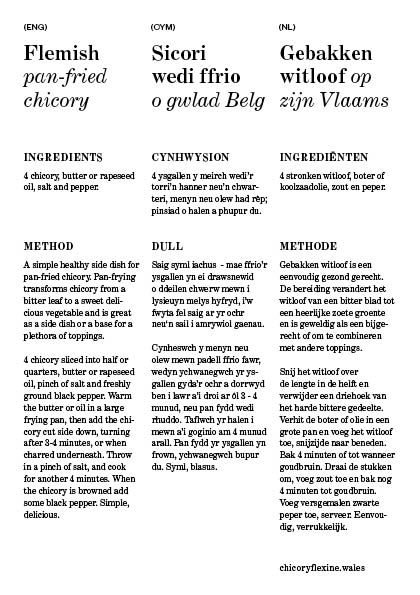 (ENG)
Flemish
pan-fried
chicory
INGREDIENTS
4 chicory, butter or rapeseed
oil, salt and pepper.
METHOD
A simple healthy side dish for
pan-fried chicory. Pan-frying
transforms chicory from a
bitter leaf to a sweet deli-
cious vegetable and is great
as a side dish or a base for a
plethora of toppings.
4 chicory sliced into half or
quarters, butter or rapeseed
oil, pinch of salt and freshly
ground black pepper. Warm
the butter or oil in a large
frying pan, then add the chi-
cory cut side down, turning
after 3-4 minutes, or when
charred underneath. Throw
in a pinch of salt, and cook
for another 4 minutes. When
the chicory is browned add
some black pepper. Simple,
delicious.
(CYM)
Sicori
wedi ffrio
o gwlad Belg
CYNHWYSION
4 ysgallen y meirch wedi'r
torri'n hanner neu'n chwar-
teri, menyn neu olew had rêp;
pinsiad o halen a phupur du.
DULL
Saig syml iachus - mae ffrio'r
ysgallen yn ei drawsnewid
o ddeilen chwerw mewn i
lysieuyn melys hyfryd, i'w
fwyta fel saig ar yr ochr
neu'n sail i amrywiol gaenau.
Cynheswch y menyn neu
olew mewn padell ffrio fawr,
wedyn ychwanegwch yr ys-
gallen gyda'r ochr a dorrwyd
ben i lawr a'i droi ar ôl 3 - 4
munud, neu pan fydd wedi
rhuddo. Taflwch yr halen i
mewn a'i goginio am 4 munud
arall. Pan fydd yr ysgallen yn
frown, ychwanegwch bupur
du. Syml, blasus.
(NL)
Gebakken
witloof op
zijn Vlaams
INGREDIËNTEN
4 stronken witloof, boter of
koolzaadolie, zout en peper.
METHODE
Gebakken witloof is een
eenvoudig gezond gerecht.
De bereiding verandert het
witloof van een bitter blad tot
een heerlijke zoete groente
en is geweldig als een bijge-
recht of om te combineren
met andere toppings.
Snij het witloof over
de lengte in de helft en
verwijder een driehoek van
het harde bittere gedeelte.
Verhit de boter of olie in een
grote pan en voeg het witloof
toe, snijzijde naar beneden.
Bak 4 minuten of tot wanneer
goudbruin. Draai de stukken
om, voeg zout toe en bak nog
4 minuten tot goudbruin.
Voeg versgemalen zwarte
peper toe, serveer. Eenvou-
dig, verrukkelijk.
chicoryflexine.wales